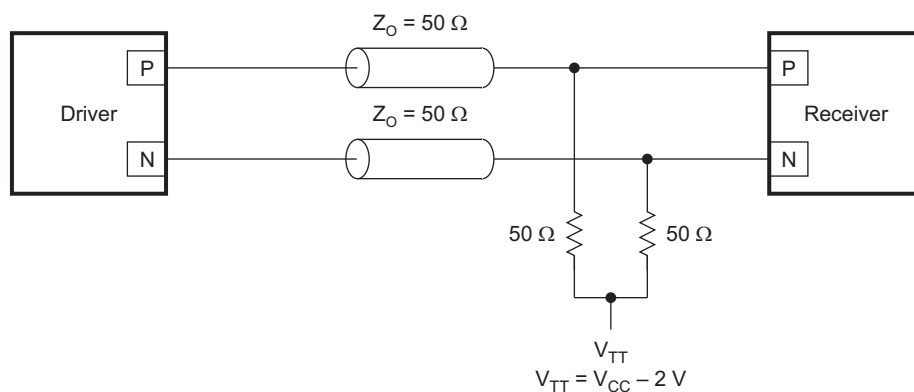 Z_O = 50 Ω
P
P
Driver
Z_O = 50 Ω
Receiver
N
N
50 Ω
50 Ω
V_TT
V_TT = V_CC – 2 V